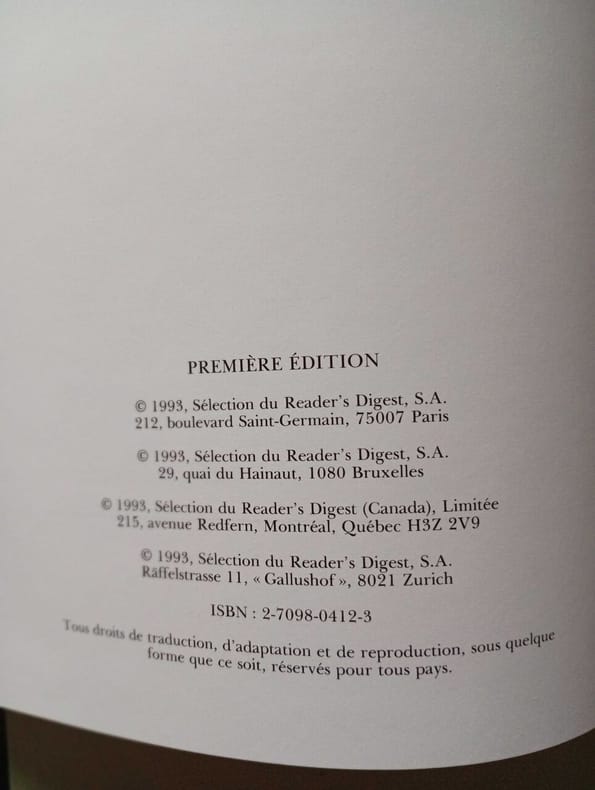 PREMIÈRE ÉDITION
© 1993, Sélection du Reader's Digest, S.A.
212, boulevard Saint-Germain, 75007 Paris
© 1993, Sélection du Reader's Digest, S.A.
29, quai du Hainaut, 1080 Bruxelles
© 1993, Sélection du Reader's Digest (Canada), Limitée
215, avenue Redfern, Montréal, Québec H3Z 2V9
© 1993, Sélection du Reader's Digest, S.A.
Räffelstrasse 11, « Gallushof », 8021 Zurich
ISBN : 2-7098-0412-3
Tous droits de traduction, d'adaptation et de reproduction, sous quelque
forme que ce soit, réservés pour tous pays.